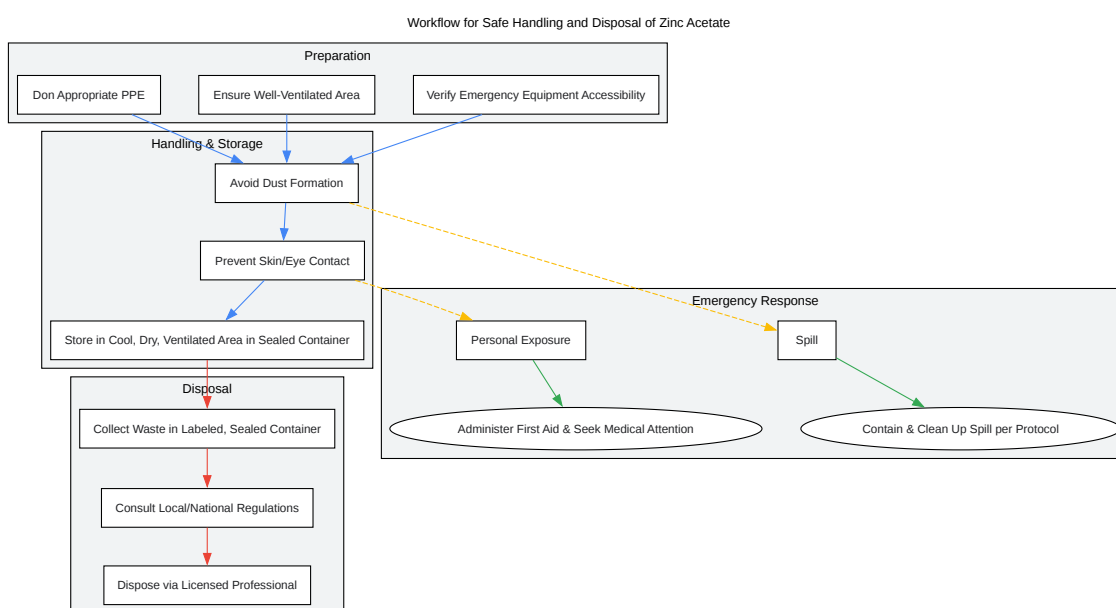 Workflow for Safe Handling and Disposal of Zinc Acetate
Preparation
Don Appropriate PPE
Ensure Well-Ventilated Area
Verify Emergency Equipment Accessibility
Handling & Storage
Avoid Dust Formation
Prevent Skin/Eye Contact
Store in Cool, Dry, Ventilated Area in Sealed Container
Emergency Response
Personal Exposure
Spill
Administer First Aid & Seek Medical Attention
Contain & Clean Up Spill per Protocol
Disposal
Collect Waste in Labeled, Sealed Container
Consult Local/National Regulations
Dispose via Licensed Professional